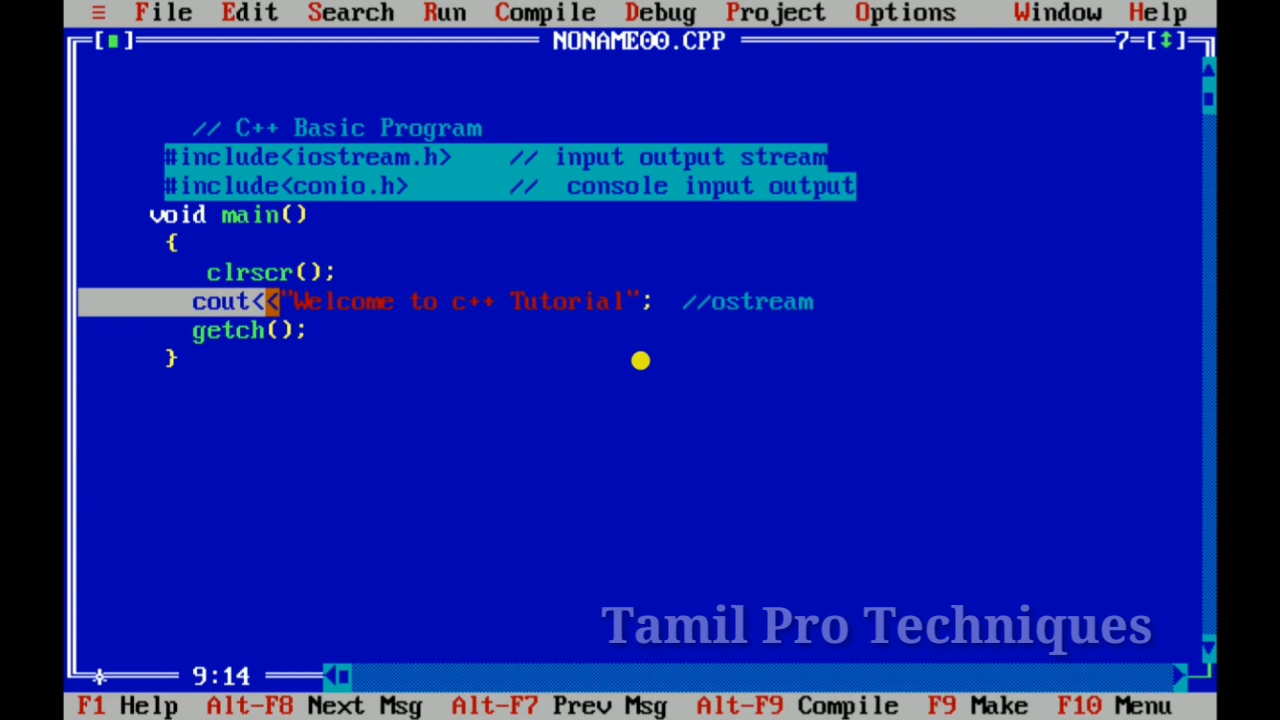 ≡ File Edit Search Run Compile Debug Project Options Window Help
[■] NONAME00.CPP 7=[↕]
// C++ Basic Program
#include<iostream.h> // input output stream
#include<conio.h> // console input output
void main()
{
clrscr();
cout<<"Welcome to c++ Tutorial"; //ostream
getch();
}
Tamil Pro Techniques
9:14
F1 Help Alt-F8 Next Msg Alt-F7 Prev Msg Alt-F9 Compile F9 Make F10 Menu